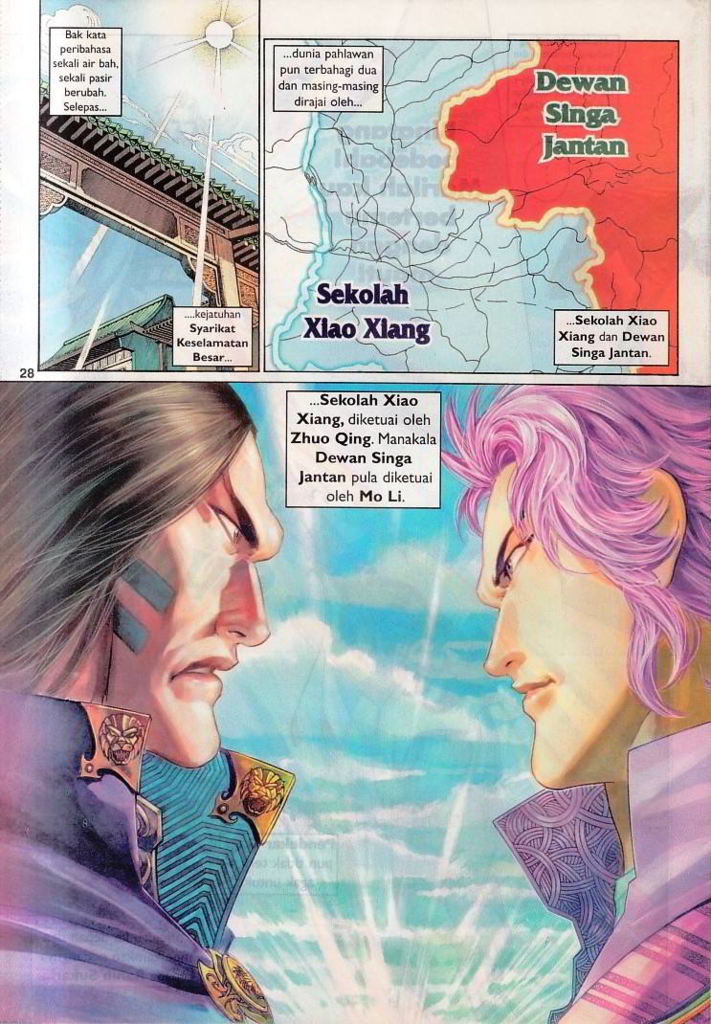 Bak kata
peribahasa
sekali air bah,
sekali pasir
berubah.
Selepas...
....kejatuhan
Syarikat
Keselamatan
Besar...
...dunia pahlawan
pun terbahagi dua
dan masing-masing
dirajai oleh...
Dewan
Singa
Jantan
Sekolah
Xiao Xiang
...Sekolah Xiao
Xiang dan Dewan
Singa Jantan.
28
...Sekolah Xiao
Xiang, diketuai oleh
Zhuo Qing. Manakala
Dewan Singa
Jantan pula diketuai
oleh Mo Li.